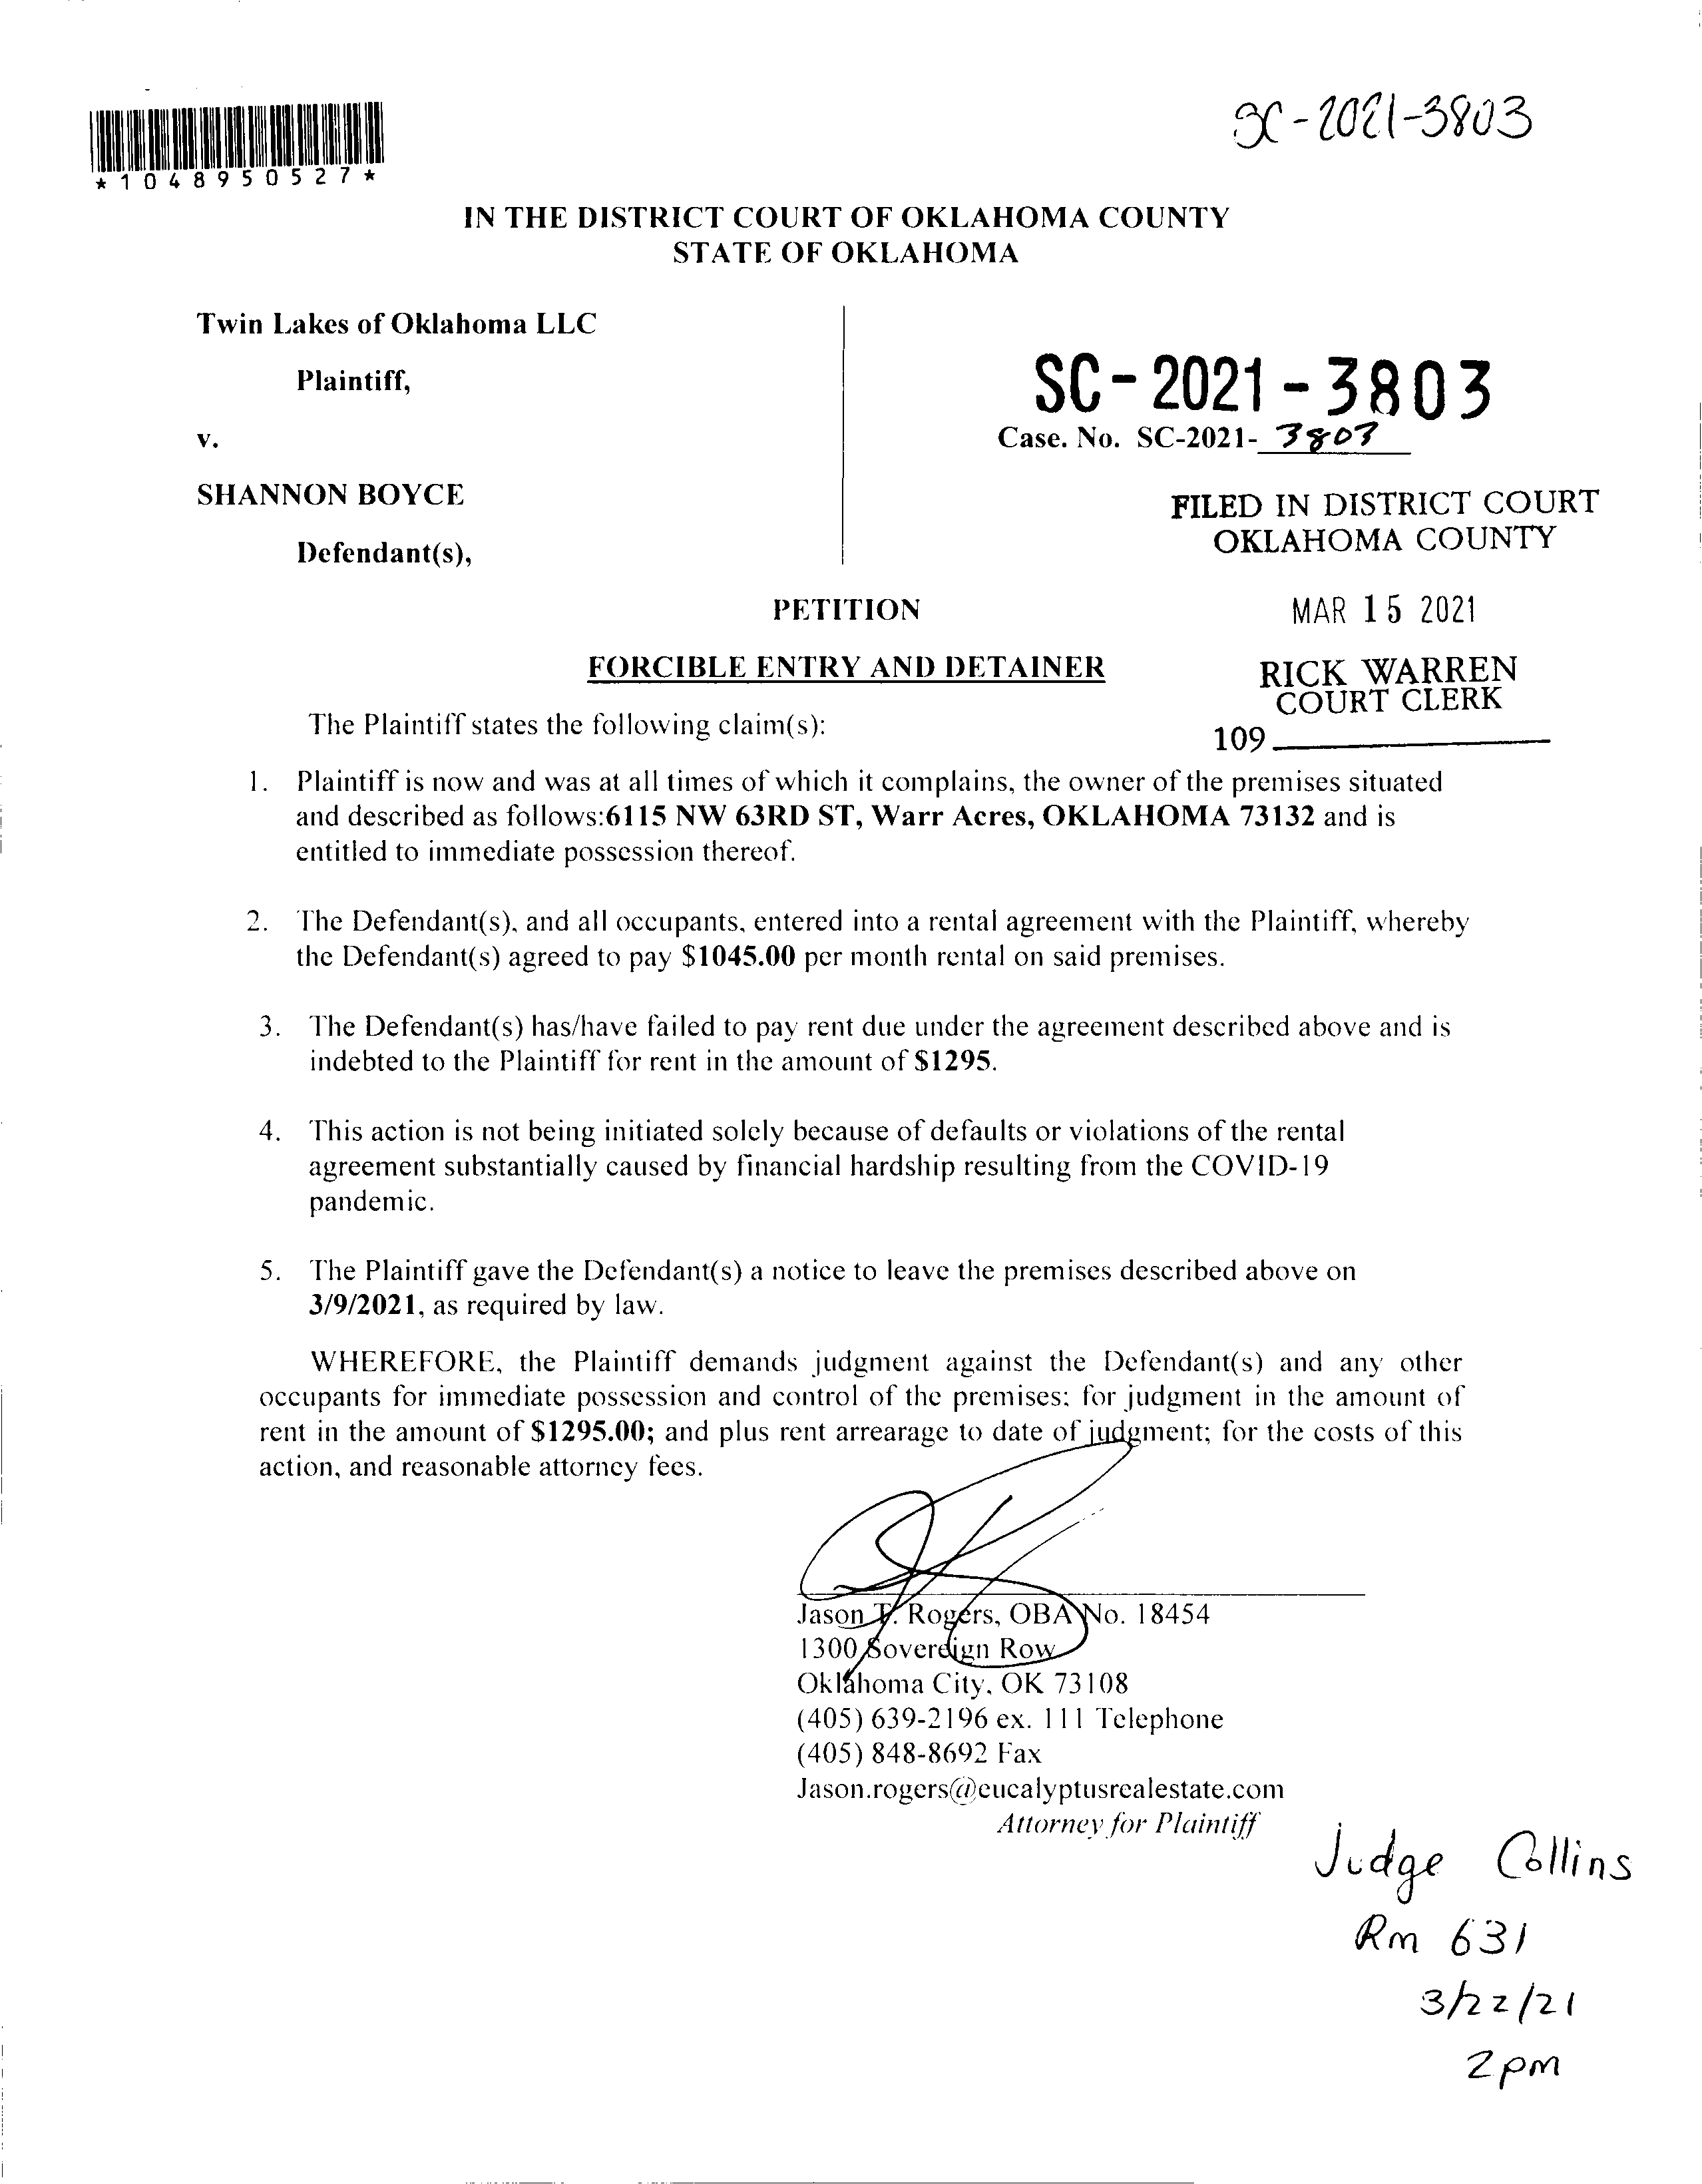 SC-2021-3803
*1048950527*
IN THE DISTRICT COURT OF OKLAHOMA COUNTY
STATE OF OKLAHOMA
Twin Lakes of Oklahoma LLC
Plaintiff,
v.
SHANNON BOYCE
Defendant(s),
SC-2021-3803
Case. No. SC-2021- 3803
FILED IN DISTRICT COURT
OKLAHOMA COUNTY
MAR 15 2021
RICK WARREN
COURT CLERK
109
PETITION
FORCIBLE ENTRY AND DETAINER
The Plaintiff states the following claim(s):
1. Plaintiff is now and was at all times of which it complains, the owner of the premises situated
and described as follows:6115 NW 63RD ST, Warr Acres, OKLAHOMA 73132 and is
entitled to immediate possession thereof.
2. The Defendant(s), and all occupants, entered into a rental agreement with the Plaintiff, whereby
the Defendant(s) agreed to pay $1045.00 per month rental on said premises.
3. The Defendant(s) has/have failed to pay rent due under the agreement described above and is
indebted to the Plaintiff for rent in the amount of $1295.
4. This action is not being initiated solely because of defaults or violations of the rental
agreement substantially caused by financial hardship resulting from the COVID-19
pandemic.
5. The Plaintiff gave the Defendant(s) a notice to leave the premises described above on
3/9/2021, as required by law.
WHEREFORE, the Plaintiff demands judgment against the Defendant(s) and any other
occupants for immediate possession and control of the premises; for judgment in the amount of
rent in the amount of $1295.00; and plus rent arrearage to date of judgment; for the costs of this
action, and reasonable attorney fees.
Jason T. Rogers, OBA No. 18454
1300 Sovereign Row
Oklahoma City, OK 73108
(405) 639-2196 ex. 111 Telephone
(405) 848-8692 Fax
Jason.rogers@eucalyptusrealestate.com
Attorney for Plaintiff
Judge Collins
Rm 631
3/22/21
2pm